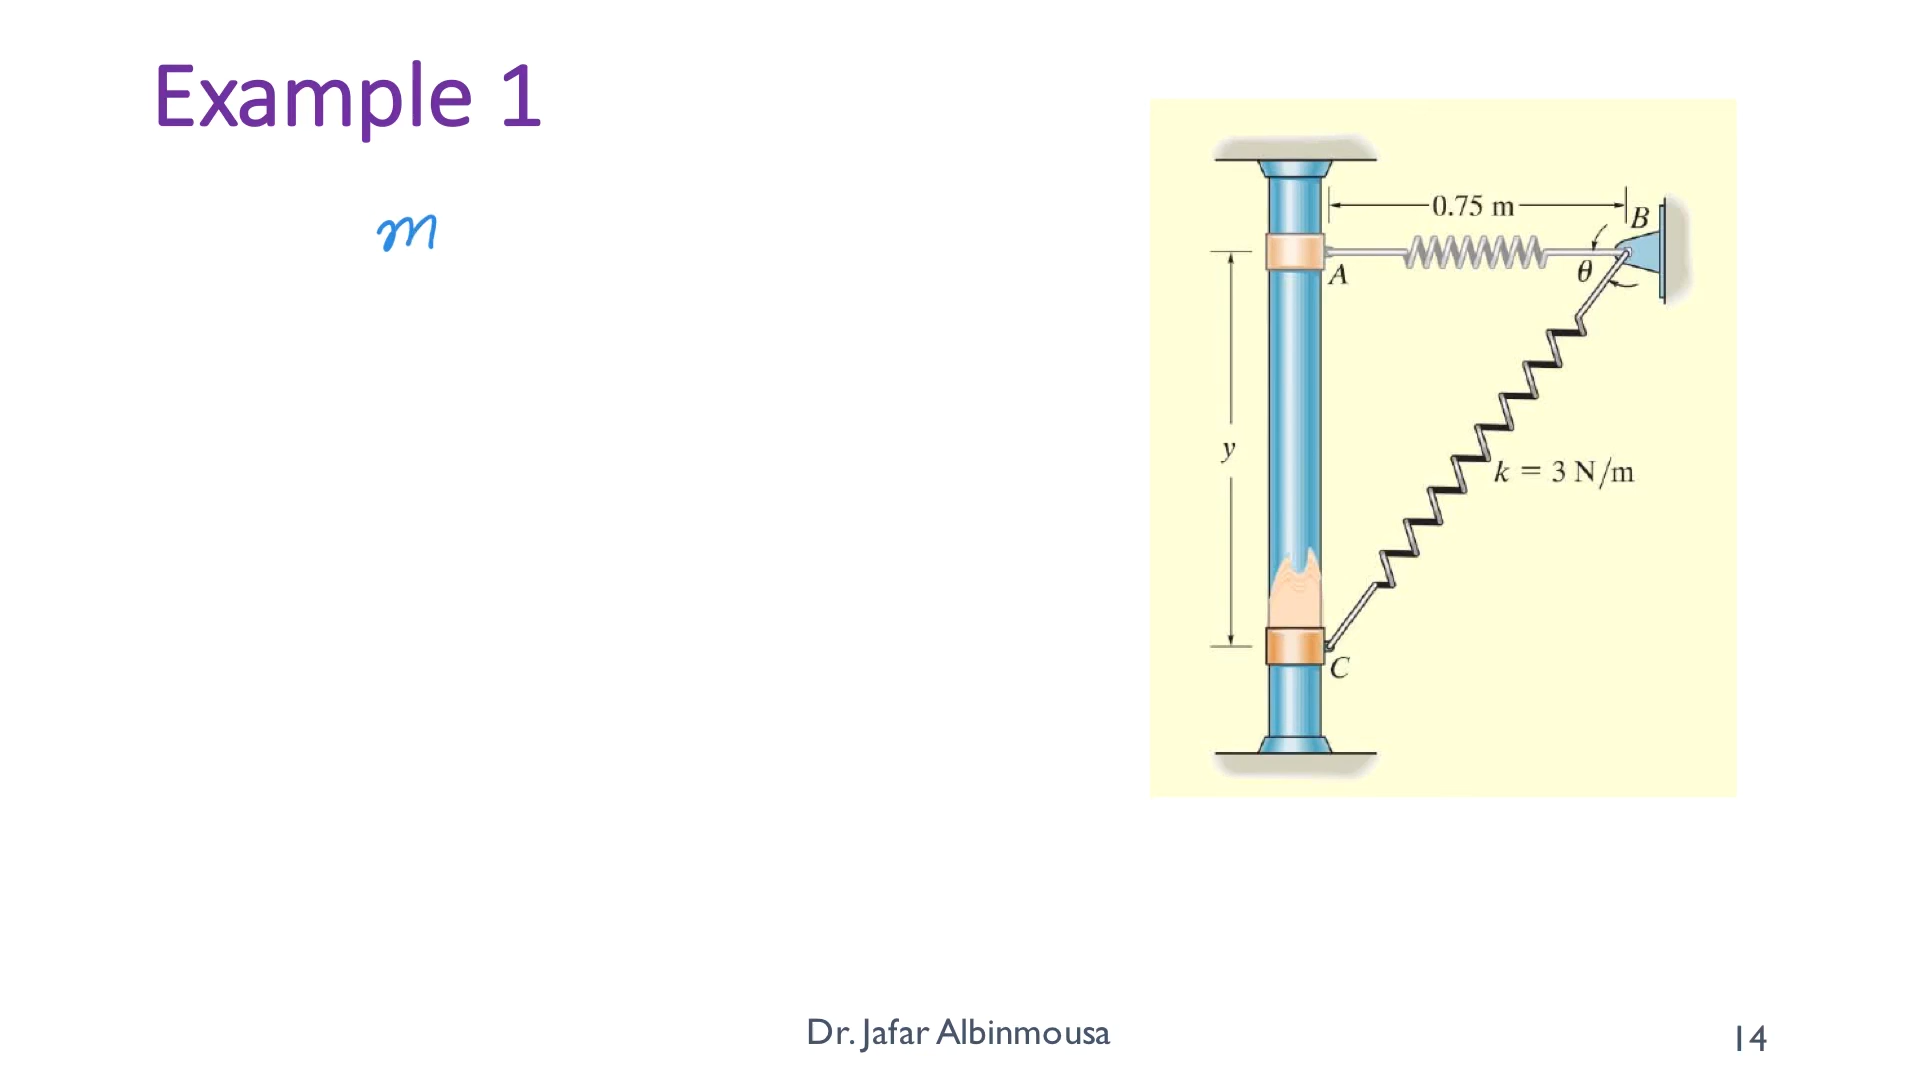 Example 1
m
0.75 m
B
A
θ
y
k = 3 N/m
C
Dr. Jafar Albinmousa
14